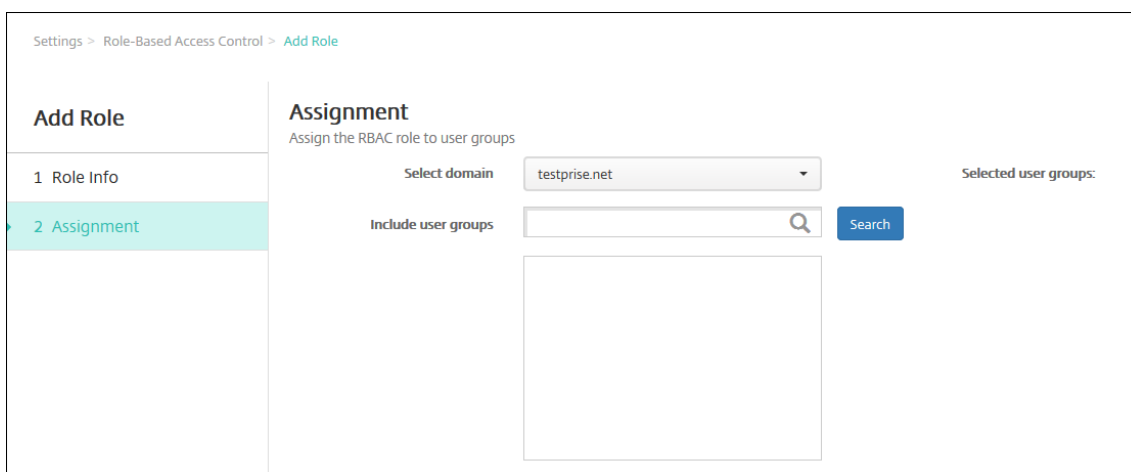 Settings > Role-Based Access Control > Add Role
Add Role
1 Role Info
2 Assignment
Assignment
Assign the RBAC role to user groups
Select domain testprise.net Selected user groups:
Include user groups Search